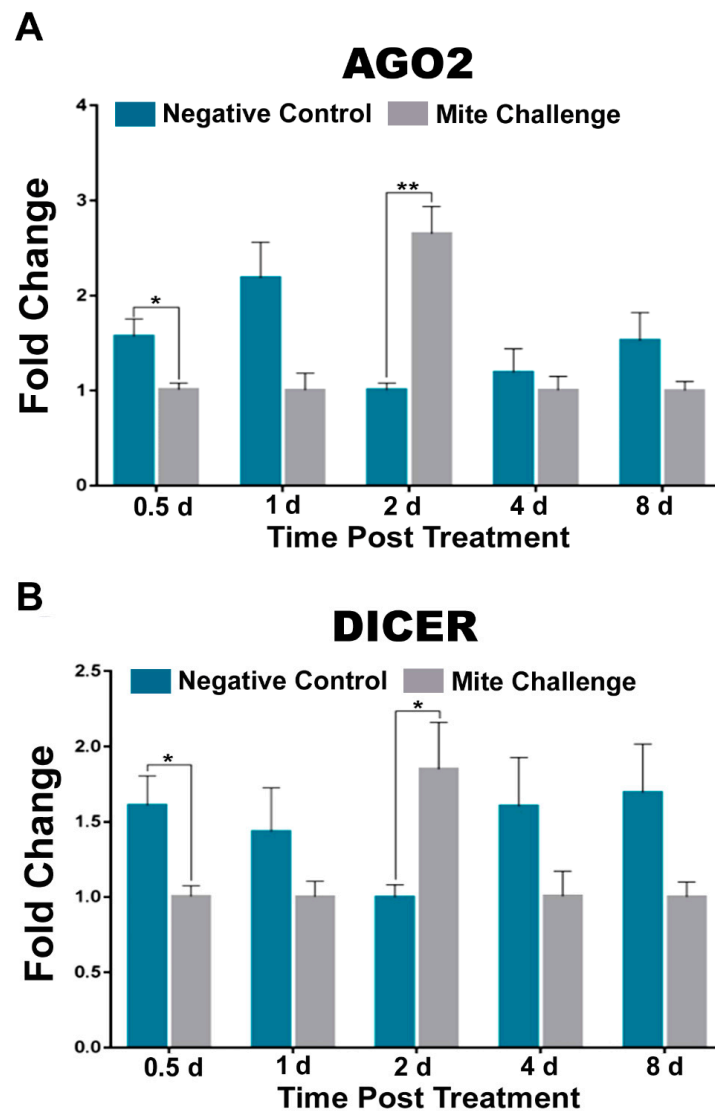 A
AGO2
Negative Control Mite Challenge
Fold Change
4
3
2
1
0
*
**
0.5 d 1 d 2 d 4 d 8 d
Time Post Treatment
B
DICER
Negative Control Mite Challenge
Fold Change
2.5
2.0
1.5
1.0
0.5
0.0
*
*
0.5 d 1 d 2 d 4 d 8 d
Time Post Treatment